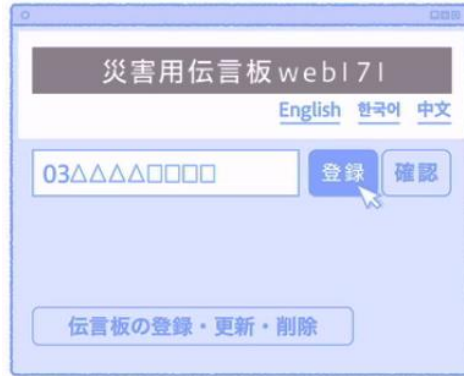 災害用伝言板web171
English 한국어 中文
03△△△△□□□□ 登録 確認
伝言板の登録・更新・削除